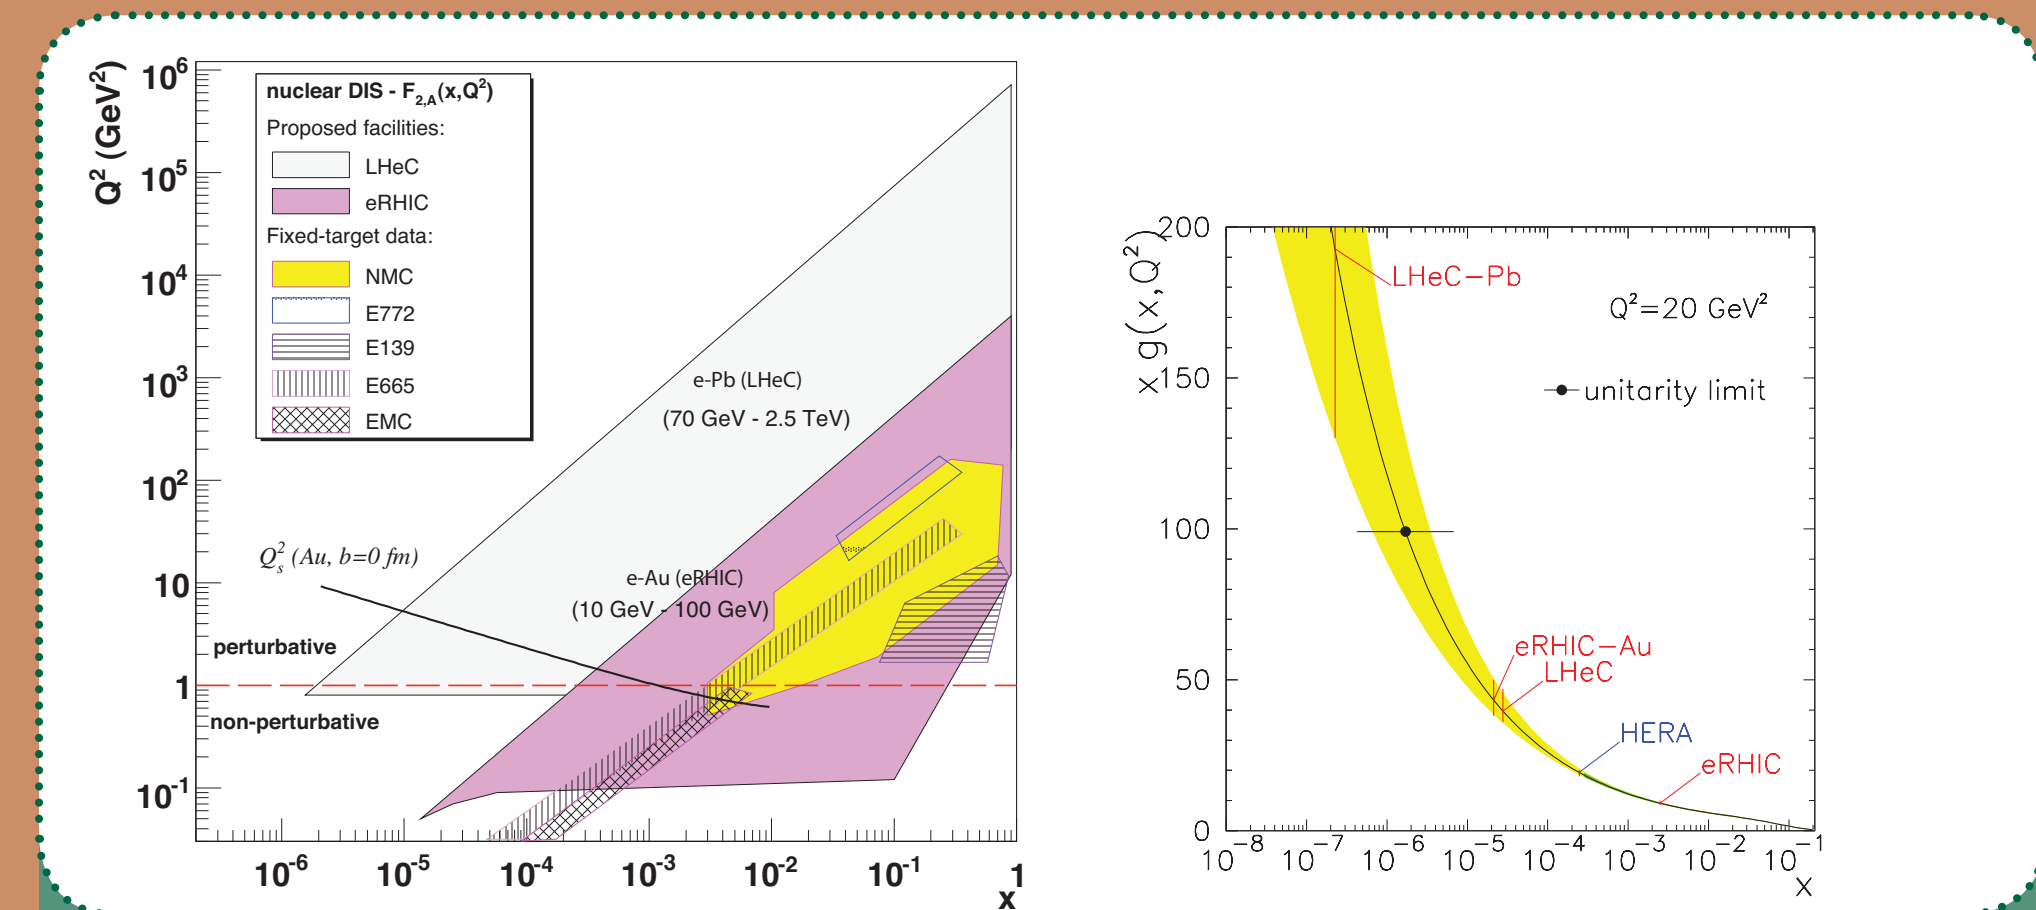 Q² (GeV²)
10⁶
10⁵
10⁴
10³
10²
10
1
10⁻¹
nuclear DIS - F₂,A(x,Q²)
Proposed facilities:
LHeC
eRHIC
Fixed-target data:
NMC
E772
E139
E665
EMC
e-Pb (LHeC)
(70 GeV - 2.5 TeV)
Qs² (Au, b=0 fm)
e-Au (eRHIC)
(10 GeV - 100 GeV)
perturbative
non-perturbative
10⁻⁶ 10⁻⁵ 10⁻⁴ 10⁻³ 10⁻² 10⁻¹ 1
x
x g(x,Q²)
200
150
100
50
0
LHeC-Pb
Q²=20 GeV²
unitarity limit
eRHIC-Au
LHeC
HERA
eRHIC
10⁻⁸ 10⁻⁷ 10⁻⁶ 10⁻⁵ 10⁻⁴ 10⁻³ 10⁻² 10⁻¹
x